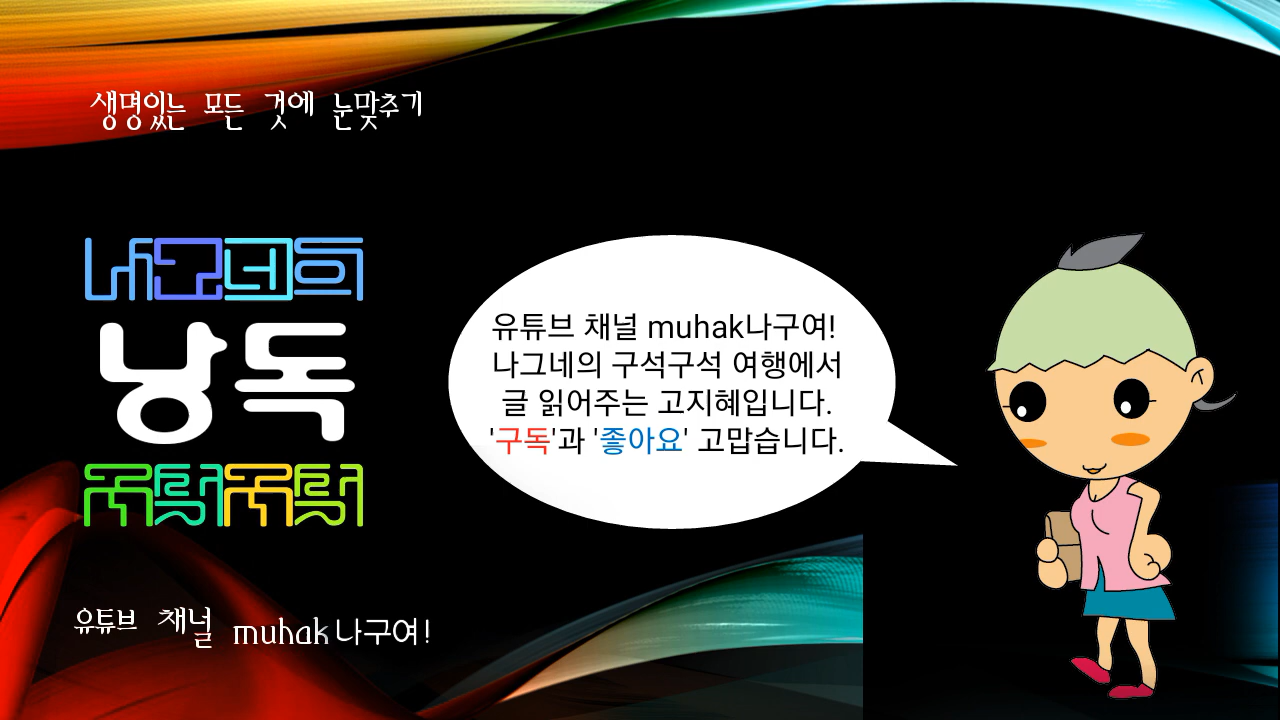 생명있는 모든 것에 눈맞추기
나그네의
낭독
구석구석
유튜브 채널 muhak나구여!
나그네의 구석구석 여행에서
글 읽어주는 고지혜입니다.
'구독'과 '좋아요' 고맙습니다.
유튜브 채널 muhak나구여!